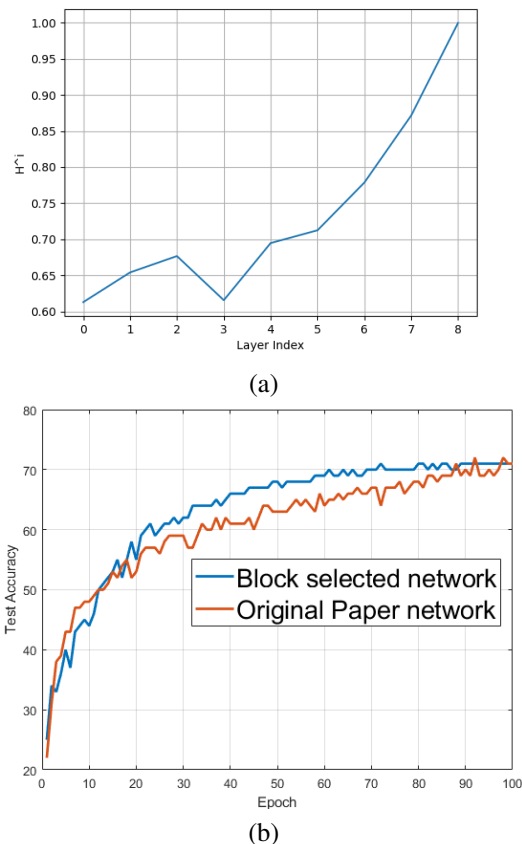 1.00
0.95
0.90
0.85
0.80
0.75
0.70
0.65
0.60
H^i
0 1 2 3 4 5 6 7 8
Layer Index
(a)
80
70
60
50
40
30
20
Test Accuracy
Block selected network
Original Paper network
0 10 20 30 40 50 60 70 80 90 100
Epoch
(b)